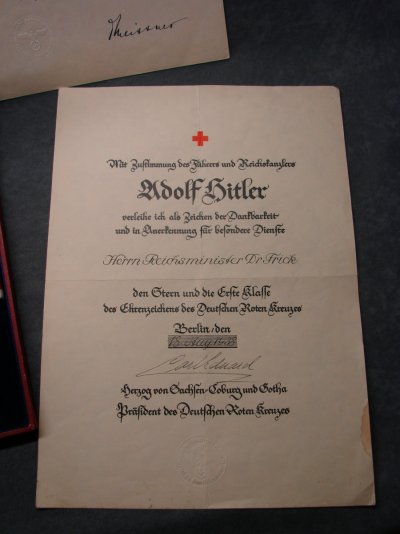 Meissner
Mit Zustimmung des Führers und Reichskanzlers
Adolf Hitler
verleihe ich als Zeichen der Dankbarkeit
und in Anerkennung für besondere Dienste
Herrn Reichsminister Dr Frick
den Stern und die Erste Klasse
des Ehrenzeichens des Deutschen Roten Kreuzes
Berlin, den
Carl Eduard
Herzog von Sachsen-Coburg und Gotha
Präsident des Deutschen Roten Kreuzes